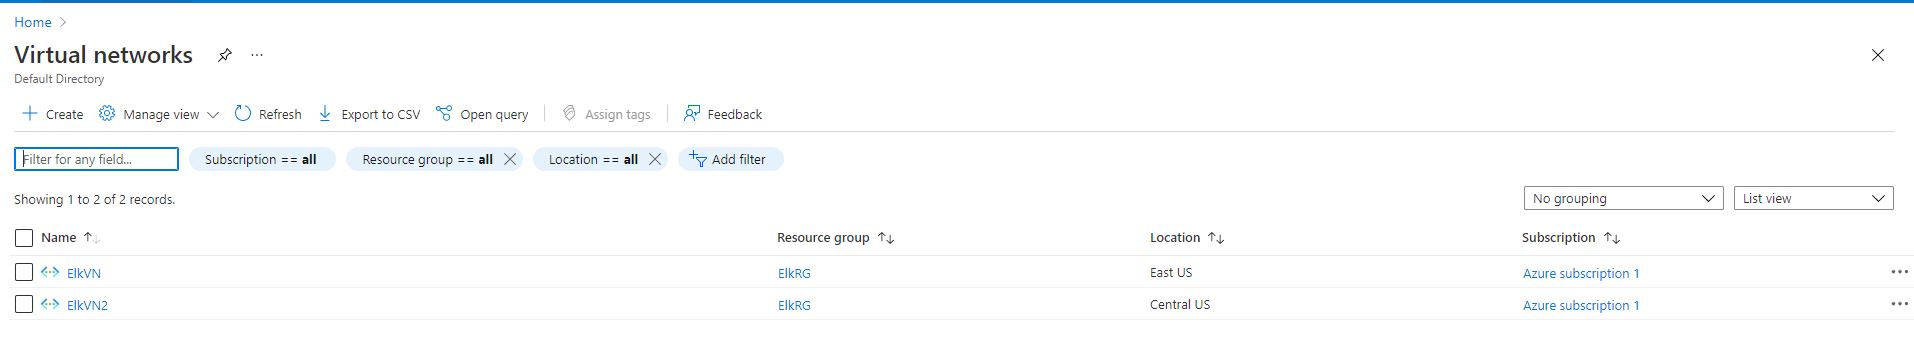 Home
Virtual networks
Default Directory
Create Manage view Refresh Export to CSV Open query Assign tags Feedback
Filter for any field... Subscription == all Resource group == all Location == all Add filter
Showing 1 to 2 of 2 records. No grouping List view
Name Resource group Location Subscription
ElkVN ElkRG East US Azure subscription 1
ElkVN2 ElkRG Central US Azure subscription 1